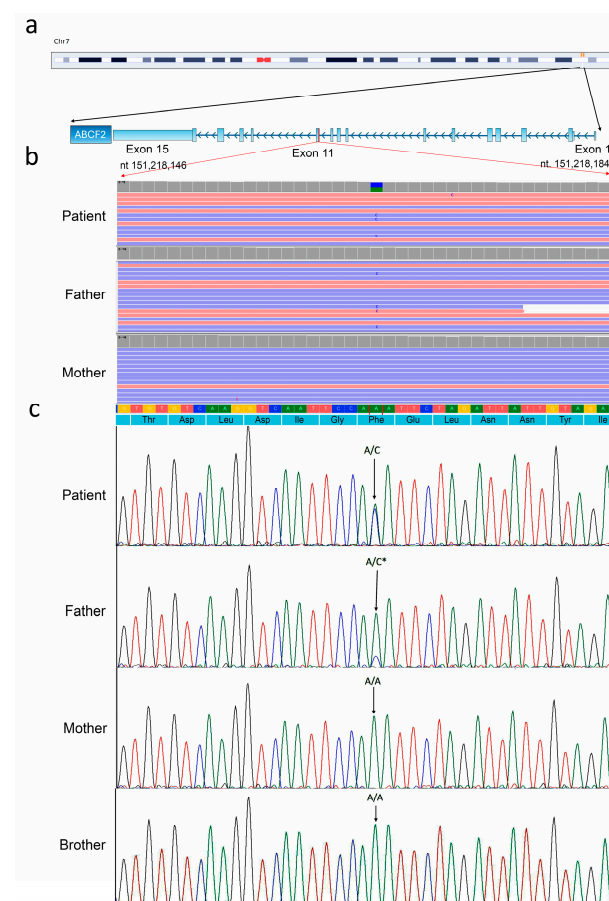 a
Chr 7
ABCF2
Exon 15
Exon 11
Exon 1
b
nt 151,218,146
nt. 151,218,184
Patient
Father
Mother
Thr Asp Leu Asp Ile Gly Phe Glu Leu Asn Asn Tyr Ile
c
A/C
Patient
A/C*
Father
A/A
Mother
A/A
Brother